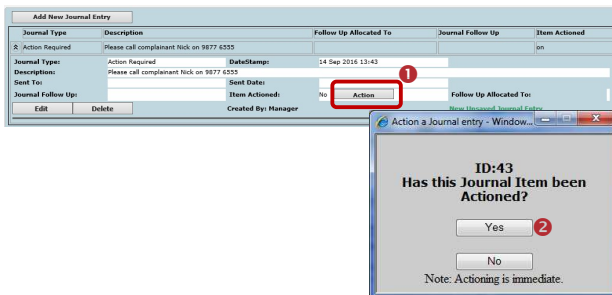 Add New Journal Entry
Journal Type Description Follow Up Allocated To Journal Follow Up Item Actioned
Action Required Please call complainant Nick on 9877 6555 on
Journal Type: Action Required DateStamp: 14 Sep 2016 13:43
Description: Please call complainant Nick on 9877 6555
1
Sent To: Sent Date:
Journal Follow Up: Item Actioned: No Action Follow Up Allocated To:
Edit Delete Created By: Manager New Unsaved Journal Entry
Action a Journal entry - Window...
ID:43
Has this Journal Item been
Actioned?
Yes 2
No
Note: Actioning is immediate.